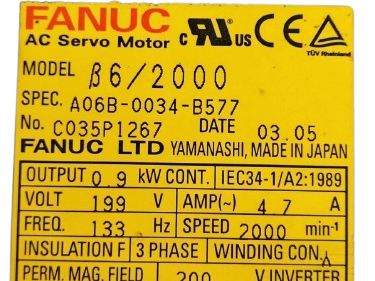 FANUC
AC Servo Motor c RU US CE TÜV Rheinland
MODEL β6/2000
SPEC. A06B-0034-B577
No. C035P1267 DATE 03.05
FANUC LTD YAMANASHI, MADE IN JAPAN
OUTPUT 0.9 kW CONT. IEC34-1/A2:1989
VOLT 199 V AMP(~) 4.7 A
FREQ. 133 Hz SPEED 2000 min⁻¹
INSULATION F 3 PHASE WINDING CON. A
PERM. MAG. FIELD 200 V INVERTER